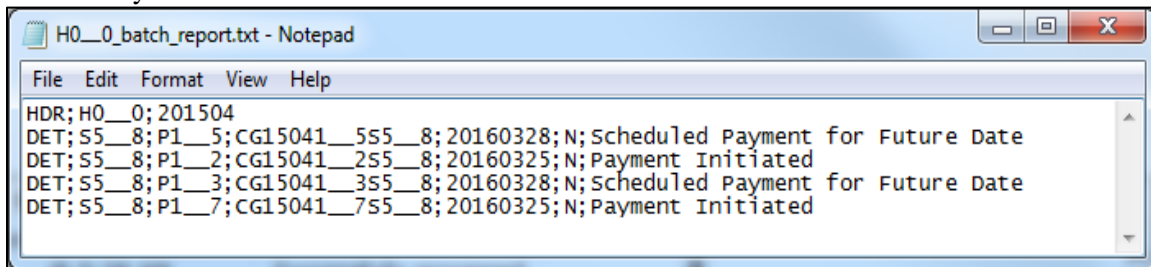 H0__0_batch_report.txt - Notepad
File Edit Format View Help
HDR;H0__0;201504
DET;S5__8;P1__5;CG15041__5S5__8;20160328;N;Scheduled Payment for Future Date
DET;S5__8;P1__2;CG15041__2S5__8;20160325;N;Payment Initiated
DET;S5__8;P1__3;CG15041__3S5__8;20160328;N;Scheduled Payment for Future Date
DET;S5__8;P1__7;CG15041__7S5__8;20160325;N;Payment Initiated